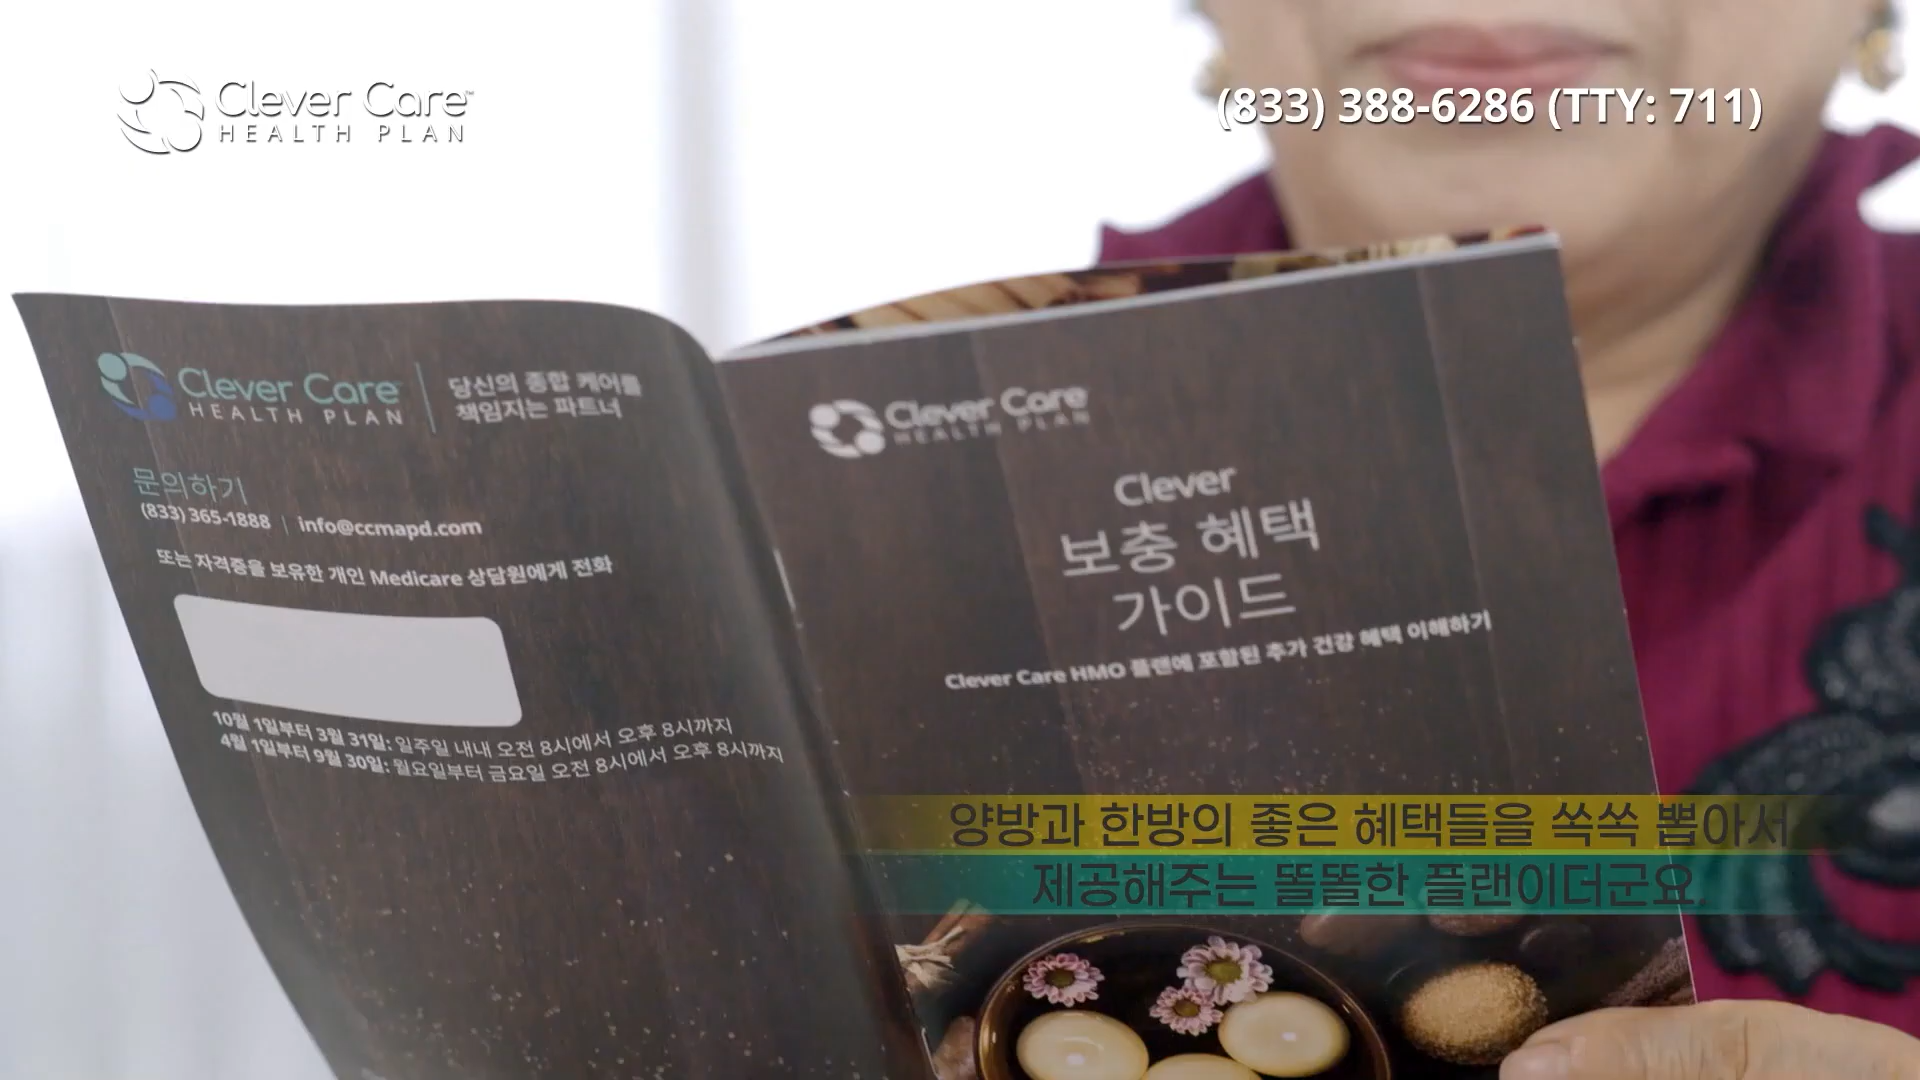 Clever Care™
HEALTH PLAN
(833) 388-6286 (TTY: 711)
Clever Care
HEALTH PLAN
당신의 종합 케어를
책임지는 파트너
문의하기
(833) 365-1888 | info@ccmapd.com
또는 자격증을 보유한 개인 Medicare 상담원에게 전화
10월 1일부터 3월 31일: 일주일 내내 오전 8시에서 오후 8시까지
4월 1일부터 9월 30일: 월요일부터 금요일 오전 8시에서 오후 8시까지
Clever Care
HEALTH PLAN
Clever
보충 혜택
가이드
Clever Care HMO 플랜에 포함된 추가 건강 혜택 이해하기
양방과 한방의 좋은 혜택들을 쏙쏙 뽑아서
제공해주는 똘똘한 플랜이더군요.